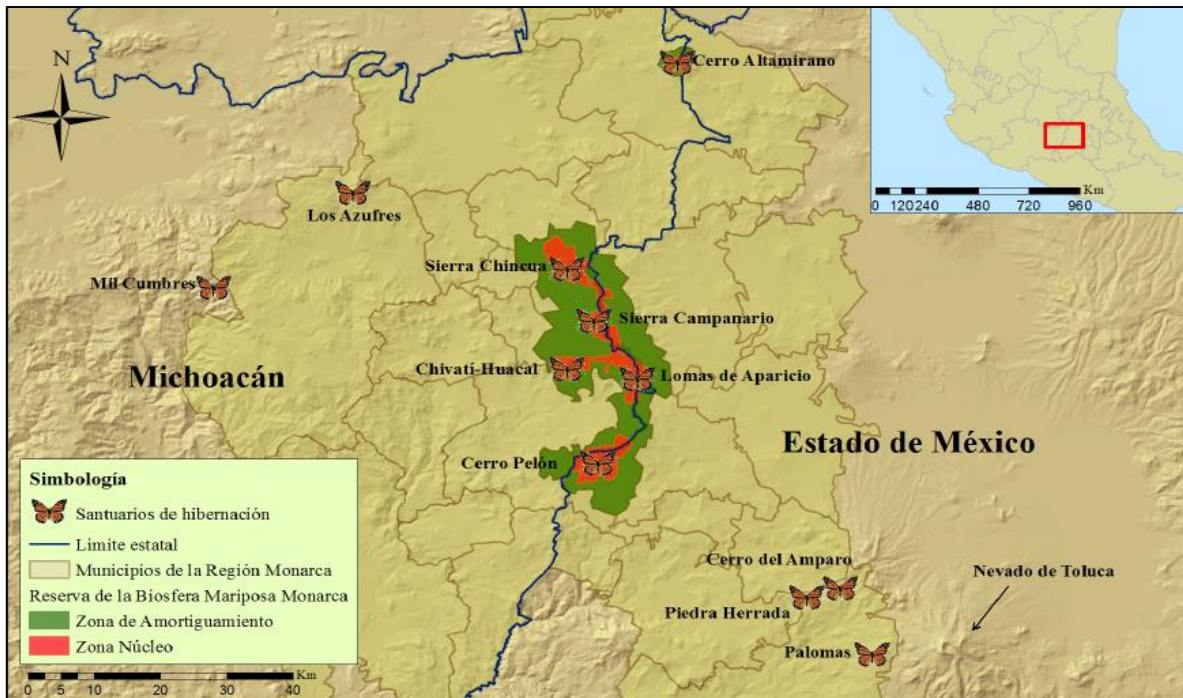 N
Cerro Altamirano
Km
0 120 240 480 720 960
Los Azufres
Sierra Chincua
Mil Cumbres
Sierra Campanario
Chivatí-Huacal
Lomas de Aparicio
Michoacán
Estado de México
Cerro Pelón
Simbología
Santuarios de hibernación
Limite estatal
Municipios de la Región Monarca
Reserva de la Biosfera Mariposa Monarca
Zona de Amortiguamiento
Zona Núcleo
Cerro del Amparo
Nevado de Toluca
Piedra Herrada
Palomas
Km
0 5 10 20 30 40